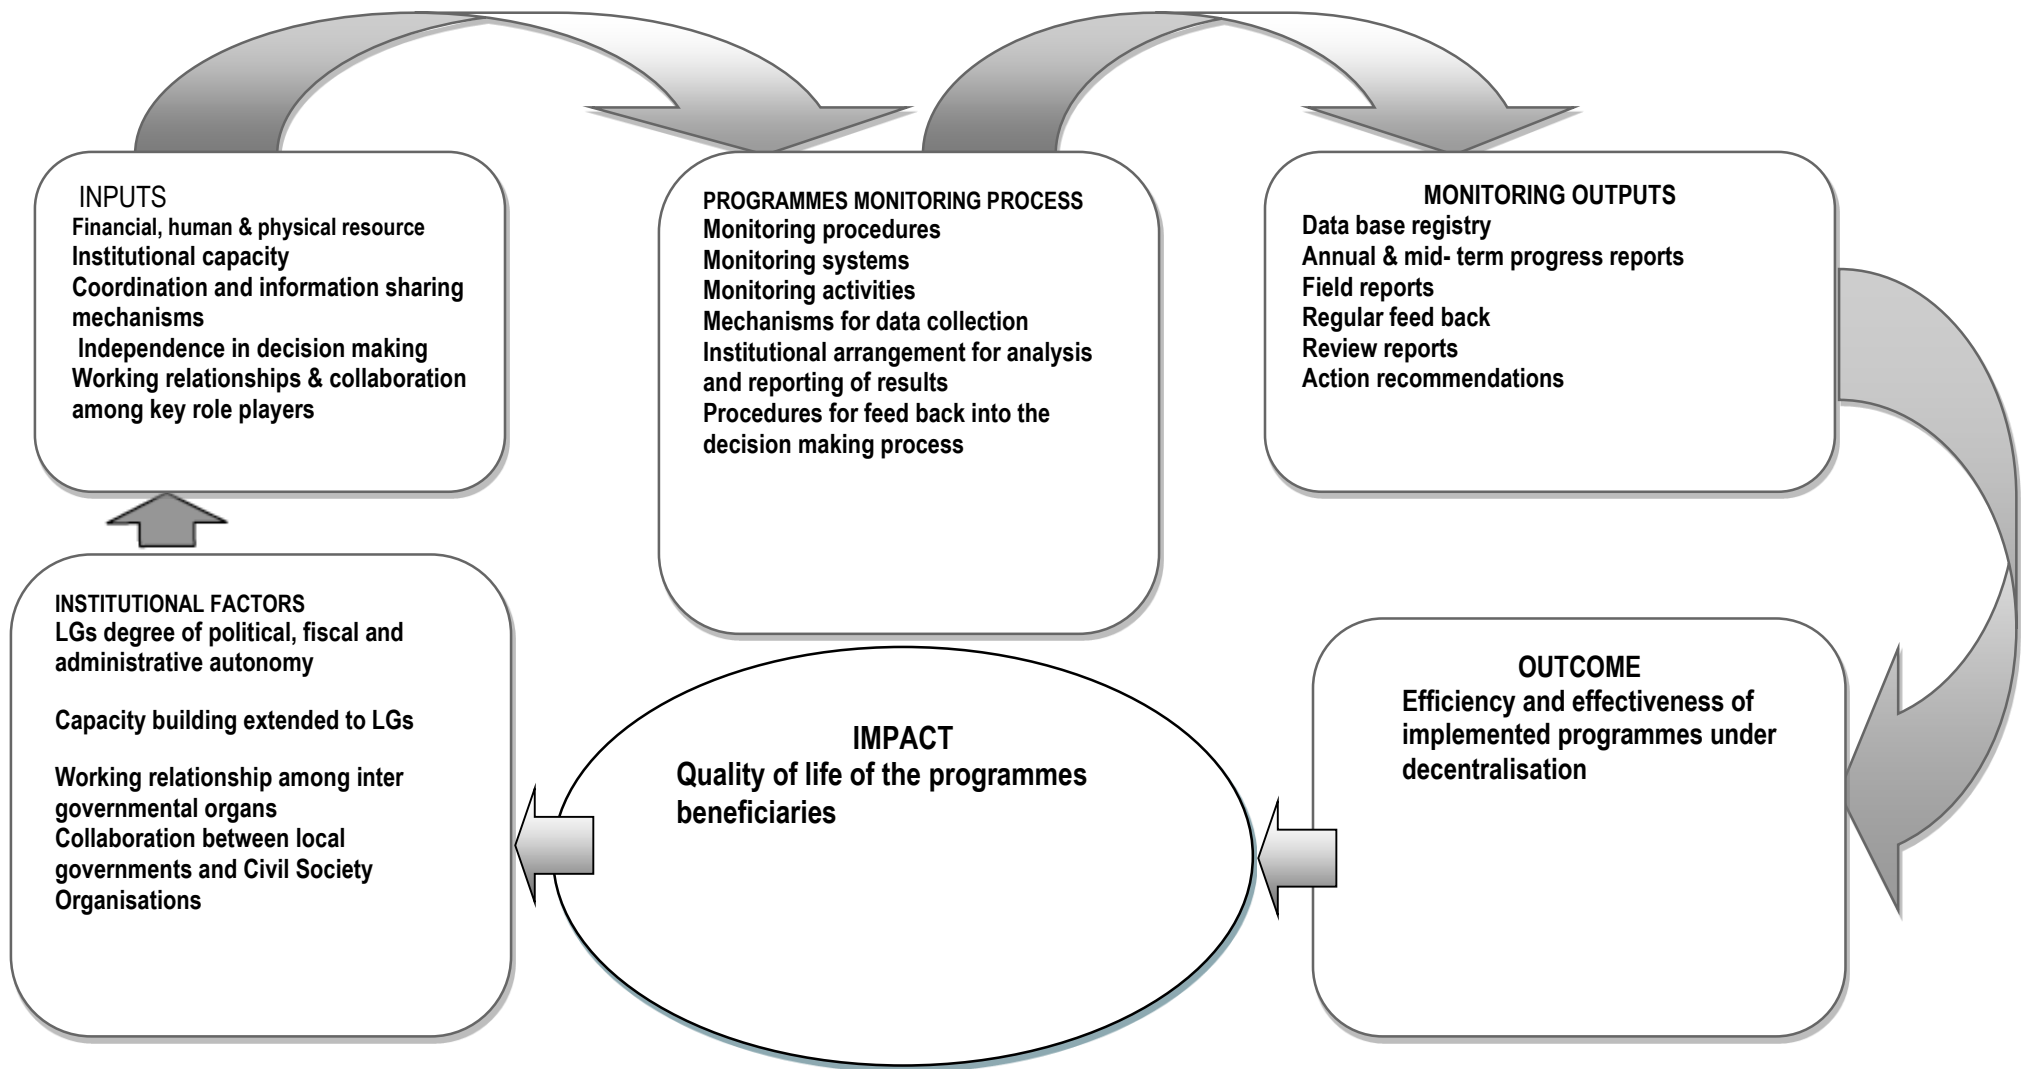 INPUTS
Financial, human & physical resource
Institutional capacity
Coordination and information sharing
mechanisms
Independence in decision making
Working relationships & collaboration
among key role players
PROGRAMMES MONITORING PROCESS
Monitoring procedures
Monitoring systems
Monitoring activities
Mechanisms for data collection
Institutional arrangement for analysis
and reporting of results
Procedures for feed back into the
decision making process
MONITORING OUTPUTS
Data base registry
Annual & mid- term progress reports
Field reports
Regular feed back
Review reports
Action recommendations
INSTITUTIONAL FACTORS
LGs degree of political, fiscal and
administrative autonomy
Capacity building extended to LGs
Working relationship among inter
governmental organs
Collaboration between local
governments and Civil Society
Organisations
IMPACT
Quality of life of the programmes
beneficiaries
OUTCOME
Efficiency and effectiveness of
implemented programmes under
decentralisation